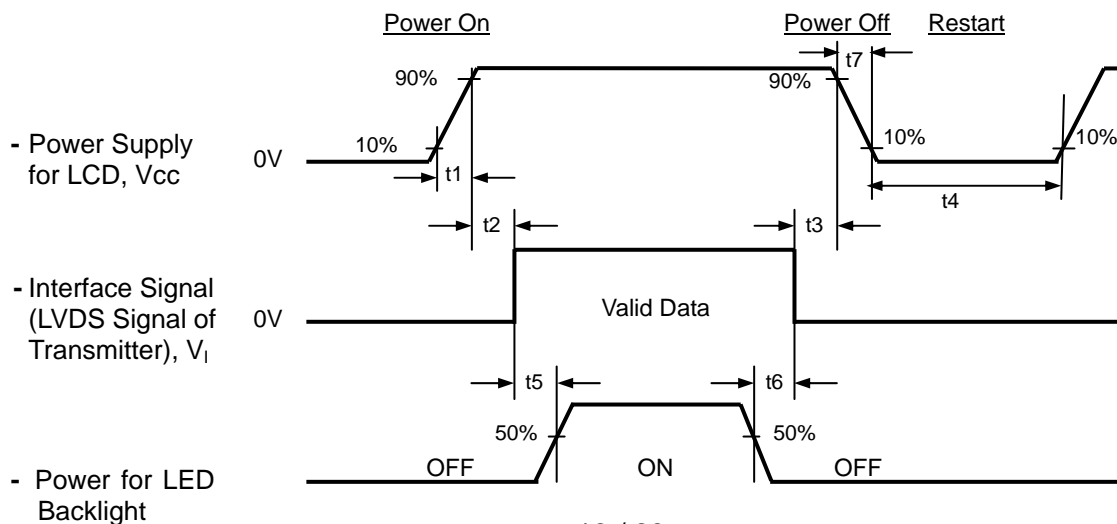 Power On
Power Off
Restart
t7
90%
90%
- Power Supply
for LCD, Vcc
0V
10%
10%
10%
t1
t4
t2
t3
- Interface Signal
(LVDS Signal of
Transmitter), VI
0V
Valid Data
t5
t6
50%
50%
- Power for LED
Backlight
OFF
ON
OFF